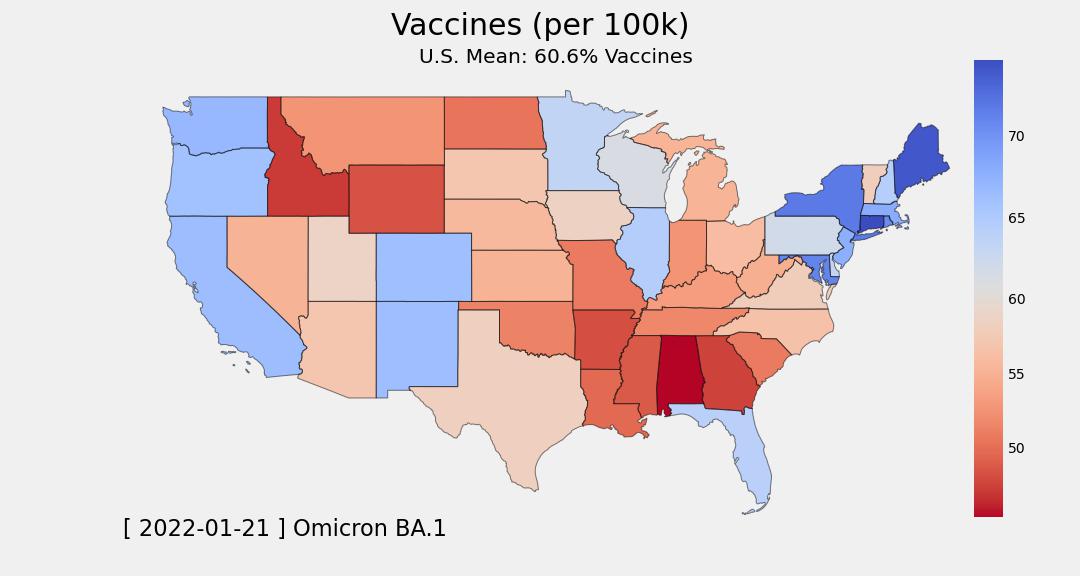 Vaccines (per 100k)
U.S. Mean: 60.6% Vaccines
70
65
60
55
50
[ 2022-01-21 ] Omicron BA.1